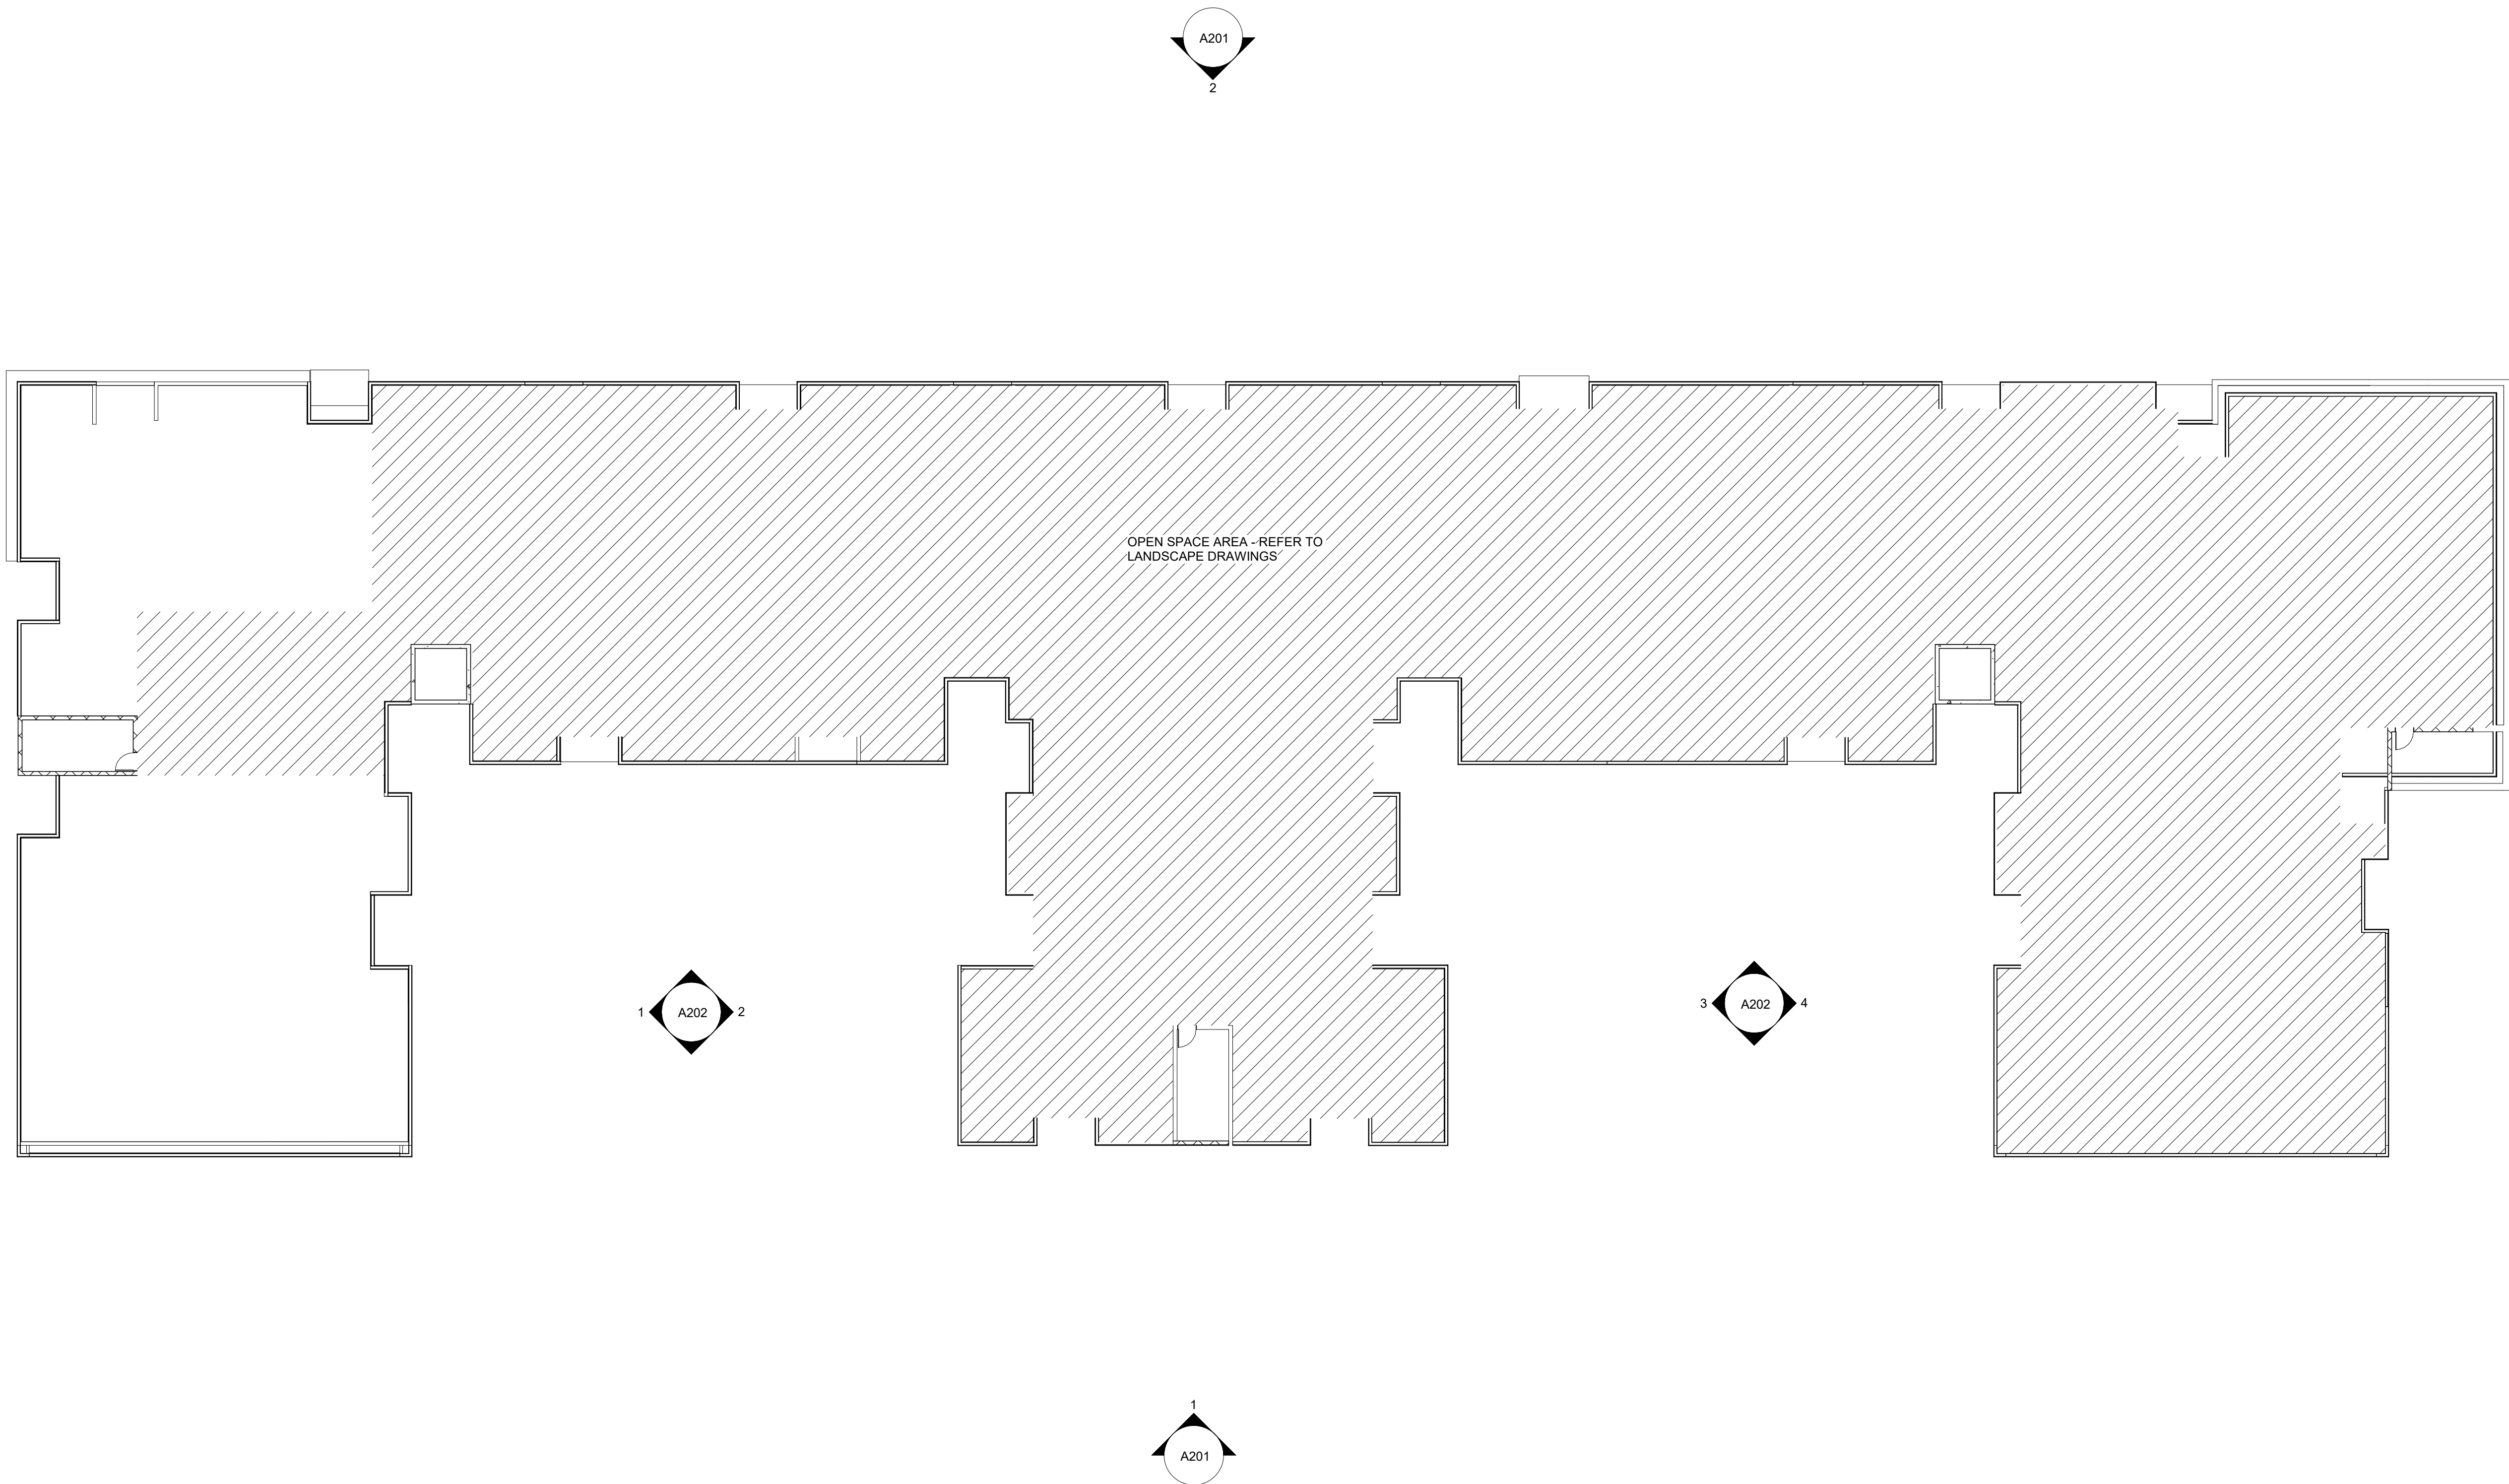 A201
2
OPEN SPACE AREA - REFER TO
LANDSCAPE DRAWINGS
1
A202
2
3
A202
4
1
A201